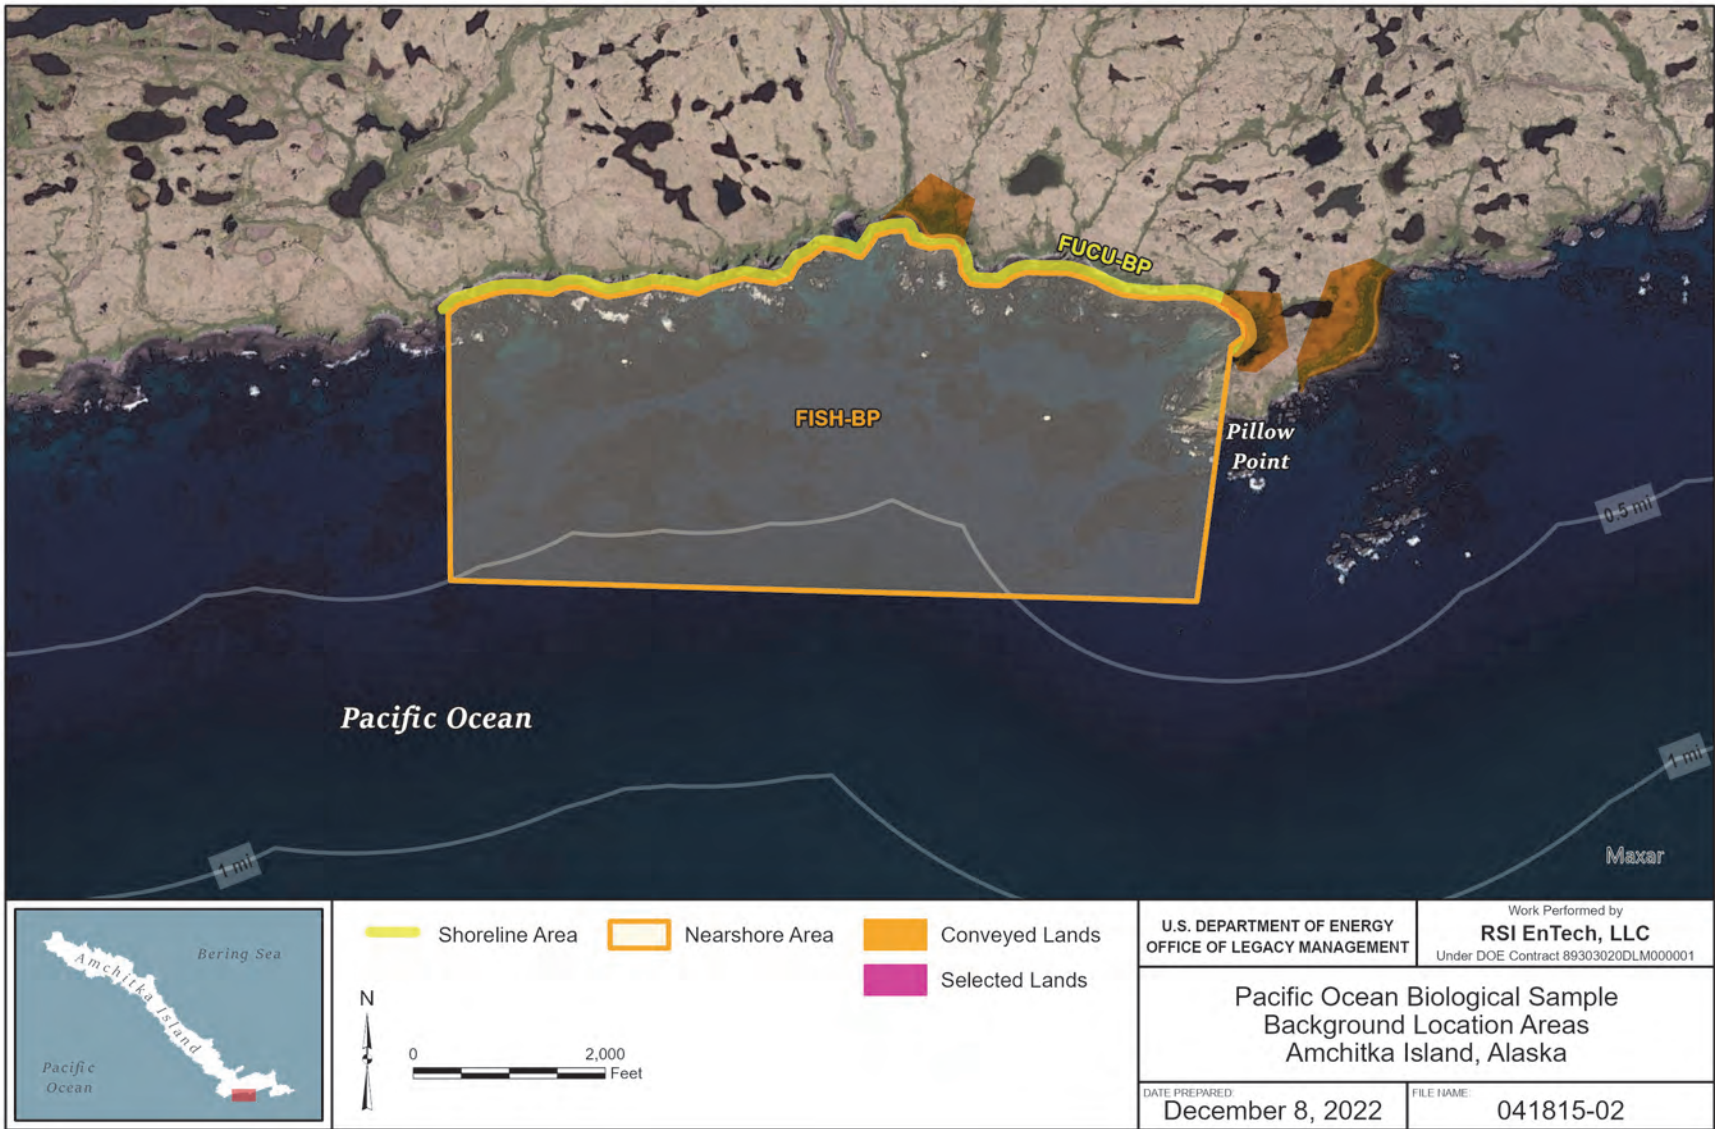 FUCU-BP
FISH-BP
Pillow
Point
0.5 mi
Pacific Ocean
1 mi
1 mi
Maxar
Bering Sea
Amchitka Island
Pacific
Ocean
Shoreline Area
Nearshore Area
Conveyed Lands
Selected Lands
N
0
2,000
Feet
U.S. DEPARTMENT OF ENERGY
OFFICE OF LEGACY MANAGEMENT
Work Performed by
RSI EnTech, LLC
Under DOE Contract 89303020DLM000001
Pacific Ocean Biological Sample
Background Location Areas
Amchitka Island, Alaska
DATE PREPARED:
December 8, 2022
FILE NAME:
041815-02